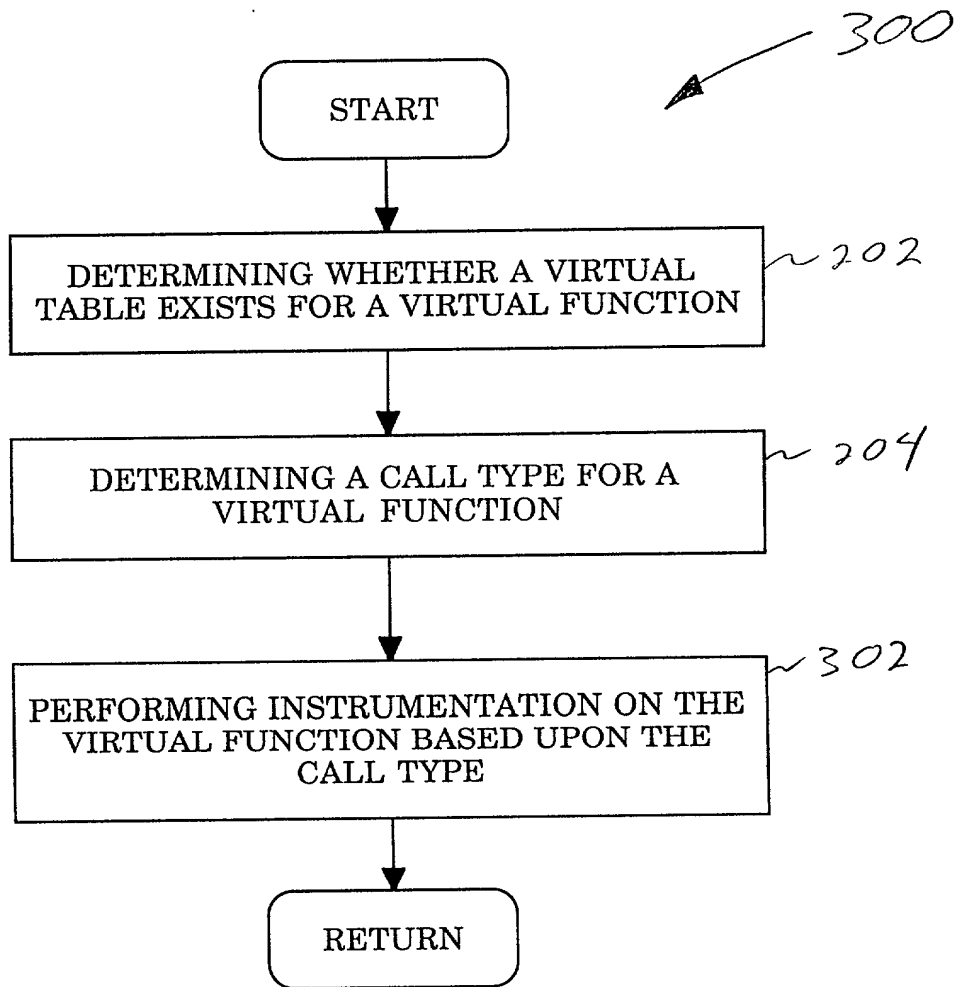 300
START
DETERMINING WHETHER A VIRTUAL
TABLE EXISTS FOR A VIRTUAL FUNCTION
202
DETERMINING A CALL TYPE FOR A
VIRTUAL FUNCTION
204
PERFORMING INSTRUMENTATION ON THE
VIRTUAL FUNCTION BASED UPON THE
CALL TYPE
302
RETURN